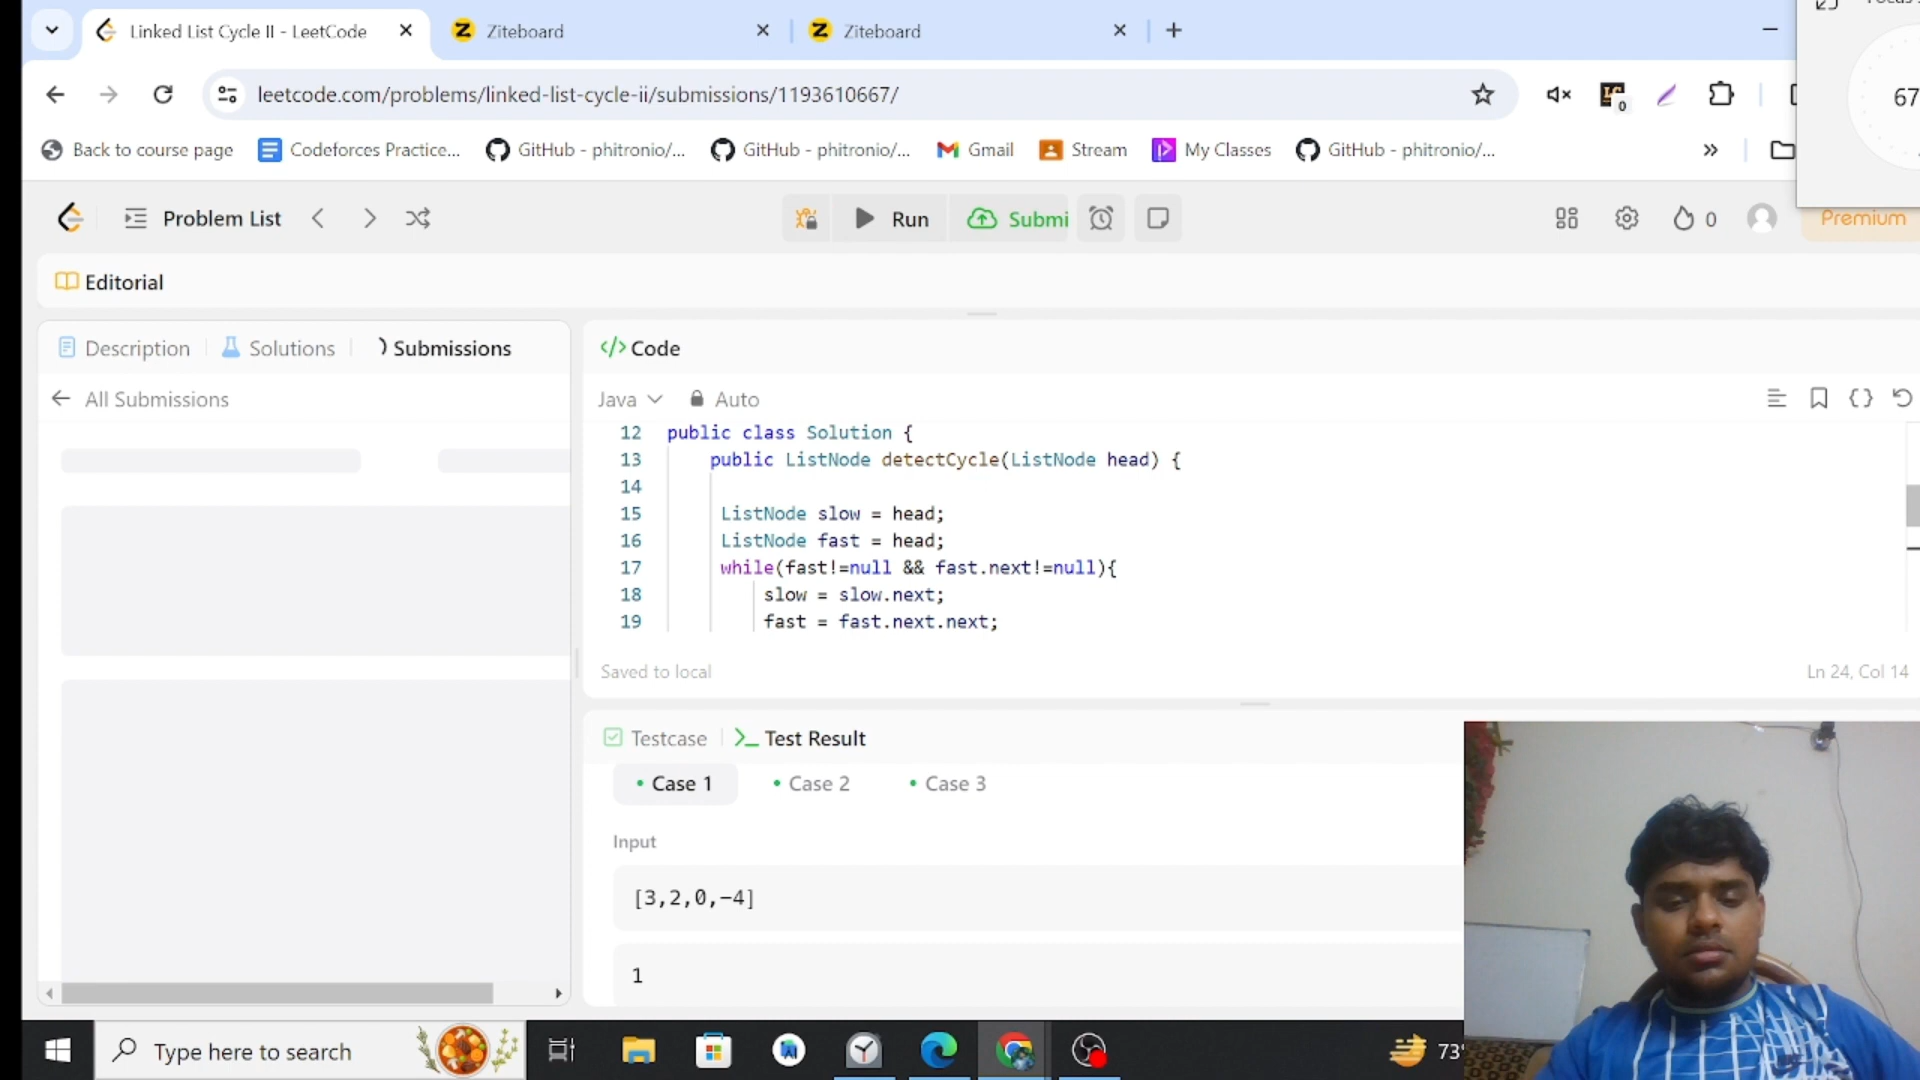 Linked List Cycle II - LeetCode
Ziteboard
Ziteboard
leetcode.com/problems/linked-list-cycle-ii/submissions/1193610667/
0
67
Back to course page
Codeforces Practice...
GitHub - phitronio/...
GitHub - phitronio/...
Gmail
Stream
My Classes
GitHub - phitronio/...
Problem List
Run
Submi
0
Premium
Editorial
Description
Solutions
Submissions
All Submissions
</> Code
Java
Auto
12 public class Solution {
13 public ListNode detectCycle(ListNode head) {
14
15 ListNode slow = head;
16 ListNode fast = head;
17 while(fast!=null && fast.next!=null){
18 slow = slow.next;
19 fast = fast.next.next;
Saved to local
Ln 24, Col 14
Testcase
Test Result
Case 1
Case 2
Case 3
Input
[3,2,0,-4]
1
Type here to search
73°